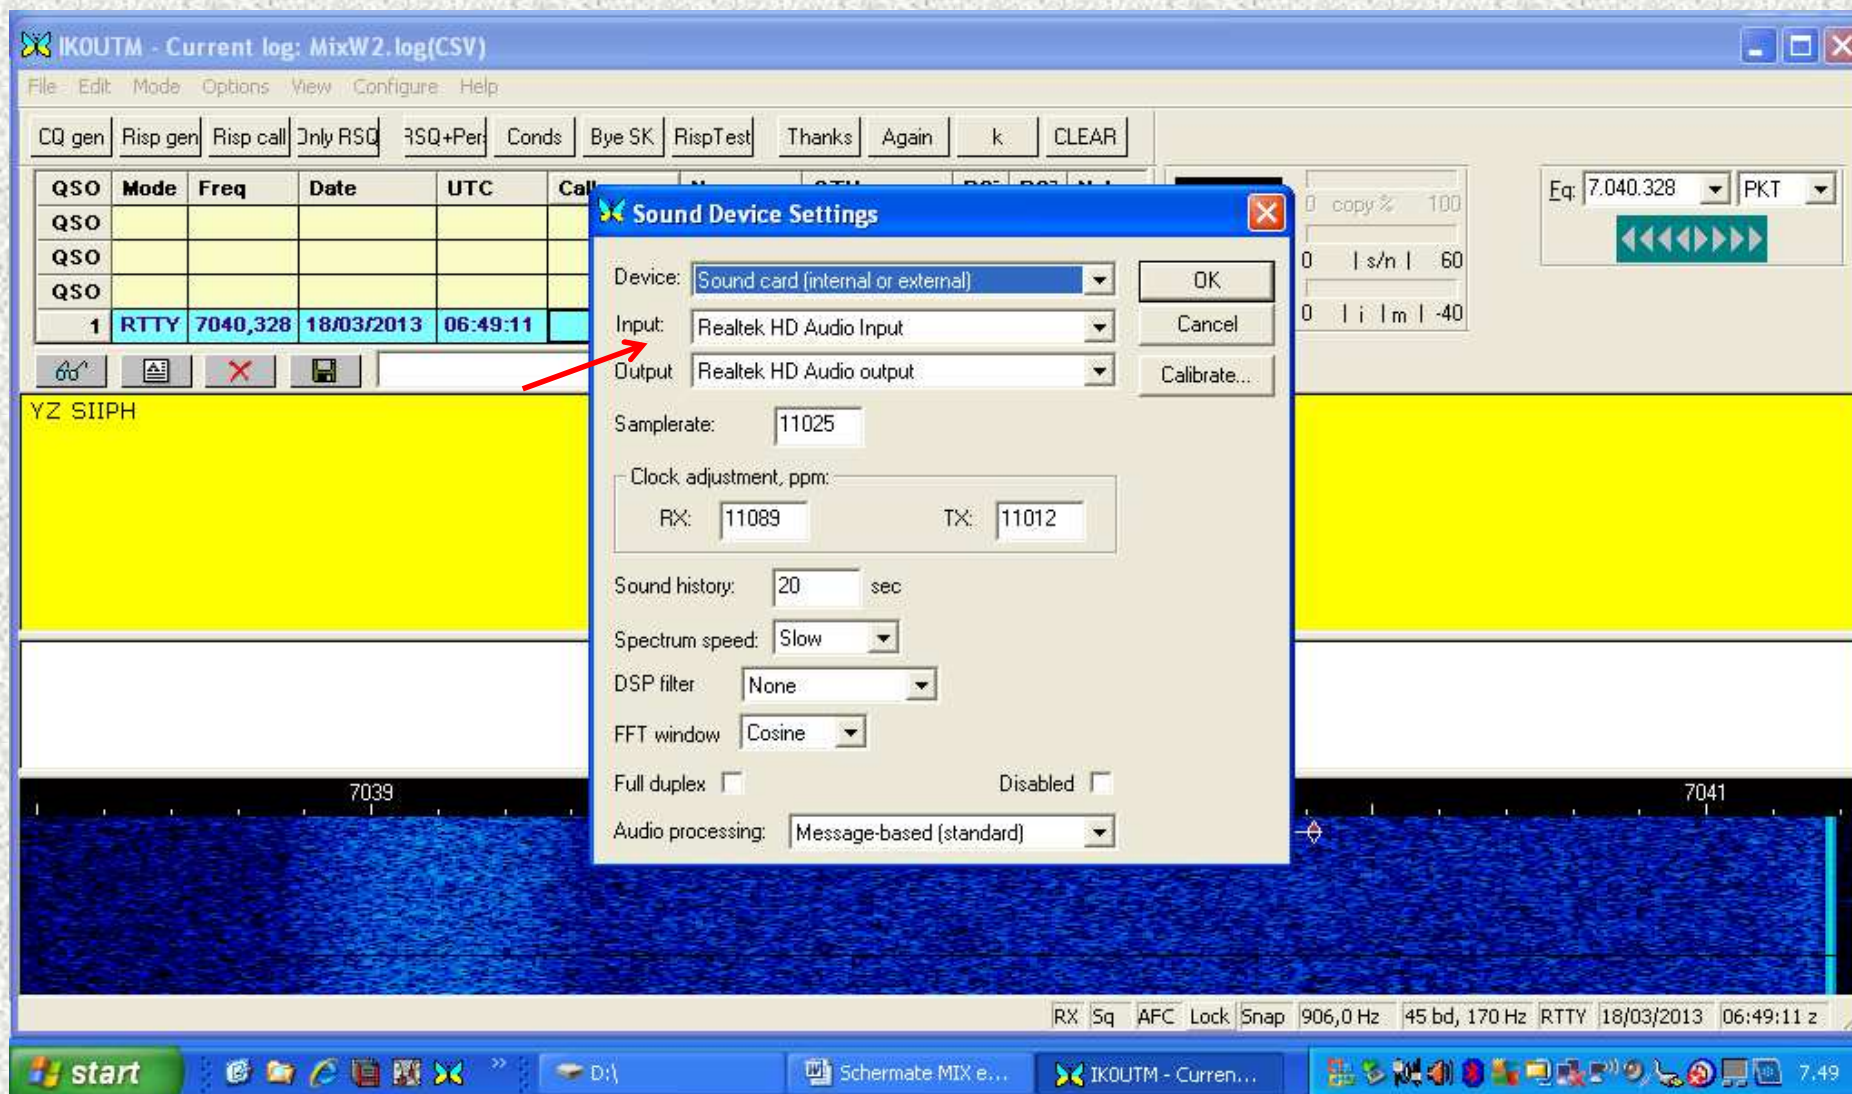 IK0UTM - Current log: MixW2.log(CSV)
File Edit Mode Options View Configure Help
CQ gen Risp gen Risp call Only RSQ RSQ+Per Conds Bye SK RispTest Thanks Again k CLEAR
QSO Mode Freq Date UTC Call
QSO
QSO
QSO
1 RTTY 7040,328 18/03/2013 06:49:11
0 copy% 100
0 | s/n | 60
0 | i | m | -40
Fq: 7.040.328 PKT
YZ SIIPH
Sound Device Settings
Device: Sound card (internal or external) OK
Input: Realtek HD Audio Input Cancel
Output Realtek HD Audio output Calibrate...
Samplerate: 11025
Clock adjustment, ppm:
RX: 11089 TX: 11012
Sound history: 20 sec
Spectrum speed: Slow
DSP filter None
FFT window Cosine
Full duplex Disabled
Audio processing: Message-based (standard)
7039 7041
RX Sq AFC Lock Snap 906,0 Hz 45 bd, 170 Hz RTTY 18/03/2013 06:49:11 z
start D:\ Schermate MIX e... IK0UTM - Curren... 7.49